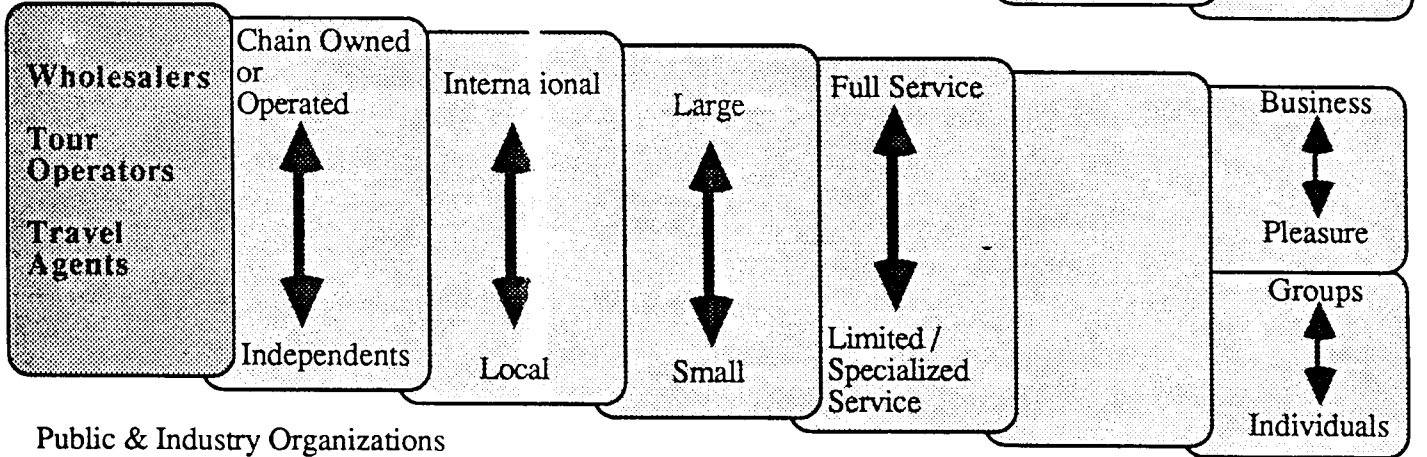 Wholesalers
Tour
Operators
Travel
Agents
Chain Owned
or
Operated
Independents
International
Local
Large
Small
Full Service
Limited /
Specialized
Service
Business
Pleasure
Groups
Individuals
Public & Industry Organizations